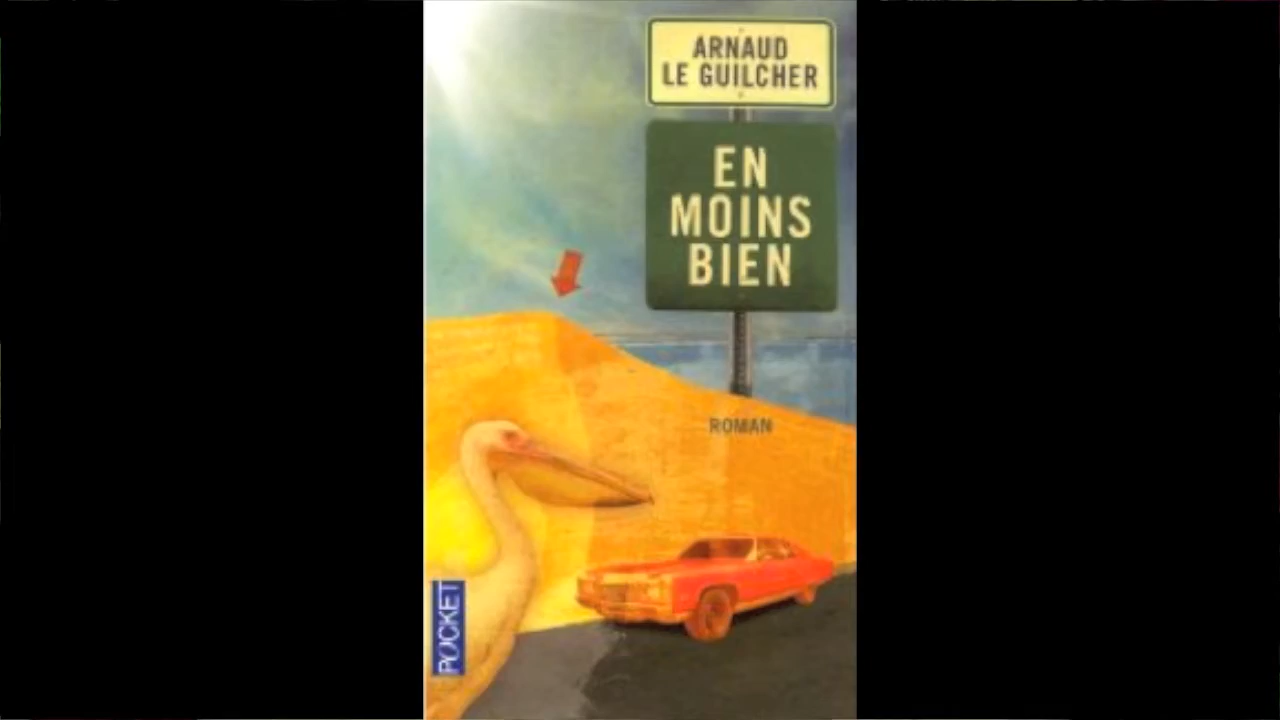 ARNAUD
LE GUILCHER
EN
MOINS
BIEN
ROMAN
POCKET